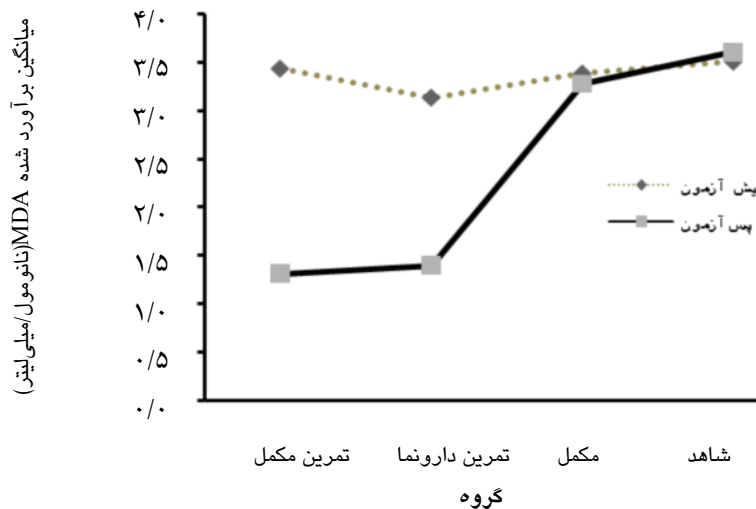 میانگین برآورد شده MDA(نانومول/میلی‌لیتر)
۴/۰
۳/۵
۳/۰
۲/۵
۲/۰
۱/۵
۱/۰
۰/۵
۰/۰
پیش آزمون
پس آزمون
تمرین مکمل تمرین دارونما مکمل شاهد
گروه